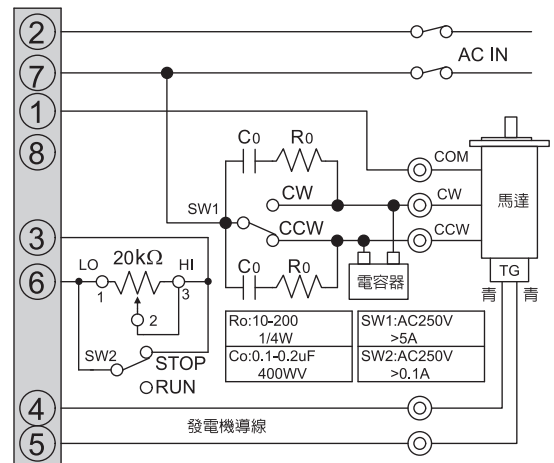 ②
AC IN
⑦
①
⑧
C0 R0
COM
CW
CW
馬達
SW1
CCW
CCW
③
20kΩ
LO HI
C0 R0
電容器
TG
青 青
⑥
1 3
2
Ro:10-200
1/4W
Co:0.1-0.2uF
400WV
SW1:AC250V
>5A
SW2:AC250V
>0.1A
SW2
STOP
RUN
④
發電機導線
⑤